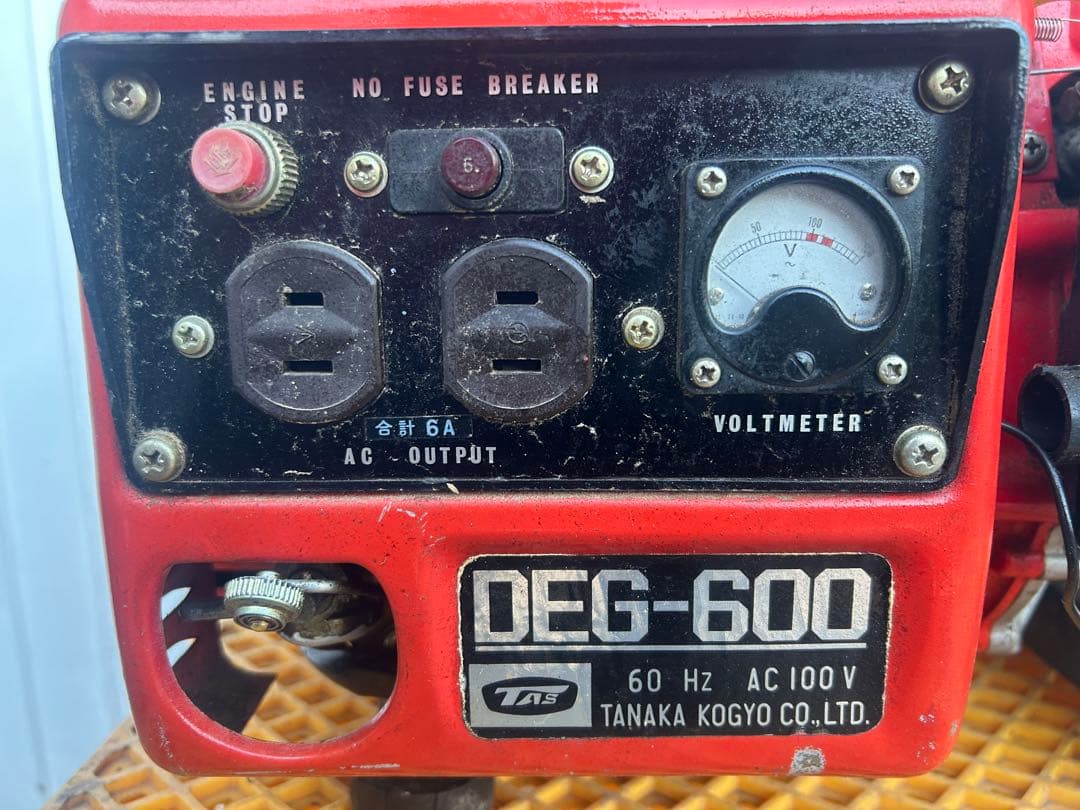 ENGINE
STOP
NO FUSE BREAKER
6.
50
100
V
~
VOLTMETER
合計 6A
AC OUTPUT
DEG-600
TAS
60 Hz AC 100 V
TANAKA KOGYO CO.,LTD.